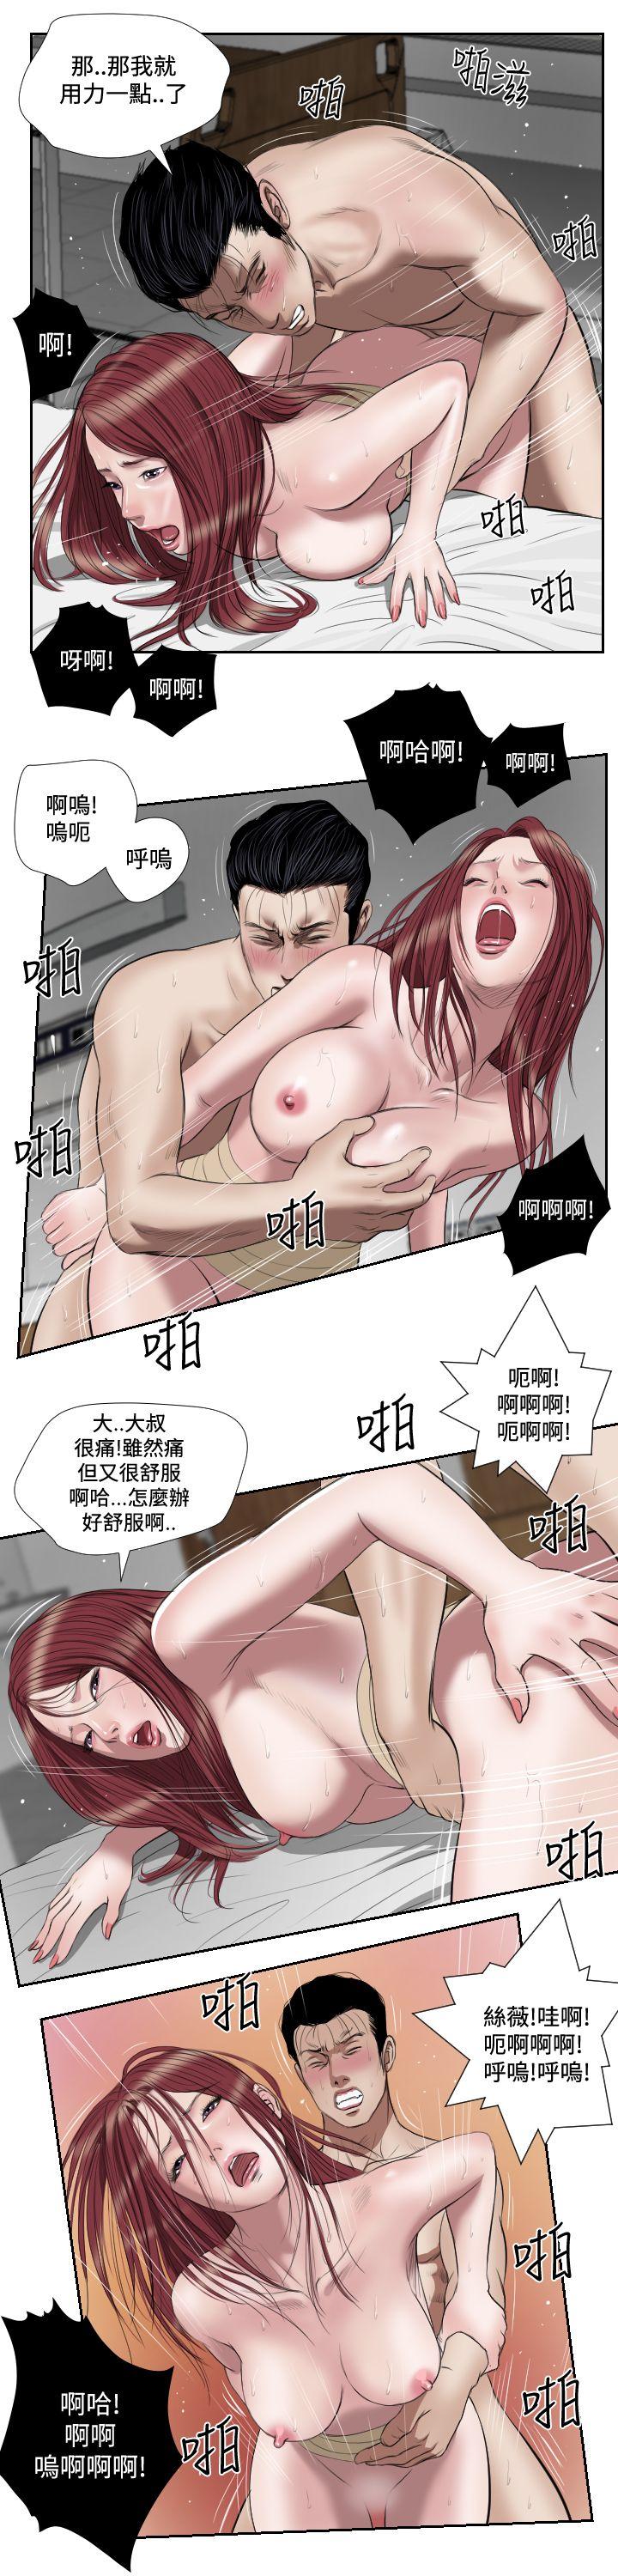 那..那我就
用力一點..了
啪
啪
滋
啪
啊!
啪
啪
呀啊!
啊啊!
啊哈啊!
啊啊!
啊嗚!
嗚呃
呼嗚
啪
啪
啪
啊啊啊!
啪
呃啊!
啊啊啊!
呃啊啊!
啪
大..大叔
很痛!雖然痛
但又很舒服
啊哈...怎麼辦
好舒服啊..
啪
啪
啪
絲薇!哇啊!
呃啊啊啊!
呼嗚!呼嗚!
啪
啪
啪
啊哈!
啊啊
嗚啊啊啊!